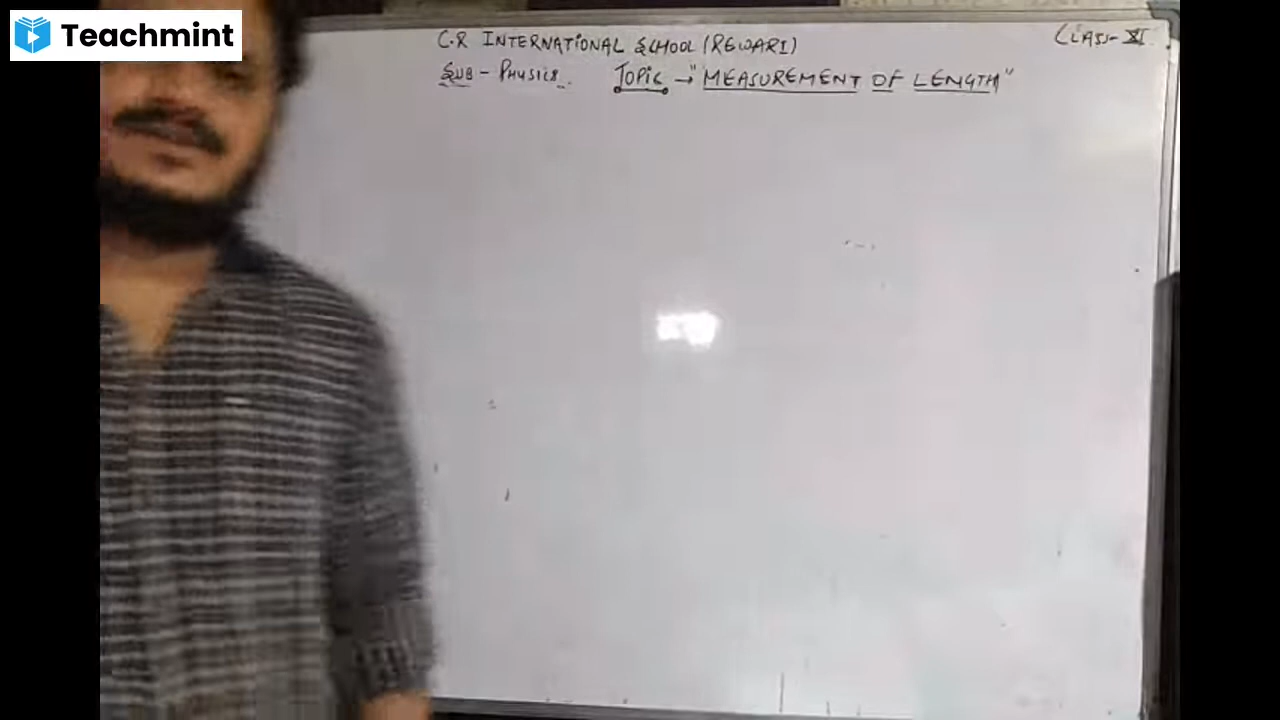 Teachmint
C.R INTERNATIONAL SCHOOL (REWARI)
CLASS-XI
SUB - PHYSICS.
TOPIC → "MEASUREMENT OF LENGTH"